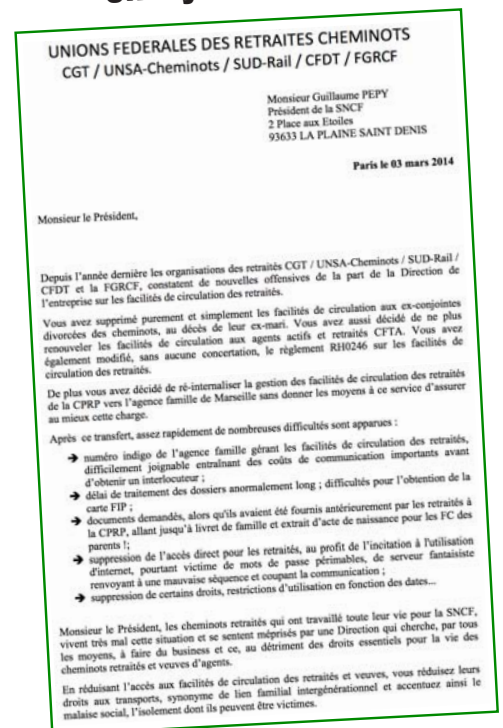 UNIONS FEDERALES DES RETRAITES CHEMINOTS
CGT / UNSA-Cheminots / SUD-Rail / CFDT / FGRCF
Monsieur Guillaume PEPY
Président de la SNCF
2 Place aux Etoiles
93633 LA PLAINE SAINT DENIS
Paris le 03 mars 2014
Monsieur le Président,
Depuis l'année dernière les organisations des retraités CGT / UNSA-Cheminots / SUD-Rail /
CFDT et la FGRCF, constatent de nouvelles offensives de la part de la Direction de
l'entreprise sur les facilités de circulation des retraités.
Vous avez supprimé purement et simplement les facilités de circulation aux ex-conjointes
divorcées des cheminots, au décès de leur ex-mari. Vous avez aussi décidé de ne plus
renouveler les facilités de circulation aux agents actifs et retraités CFTA. Vous avez
également modifié, sans aucune concertation, le règlement RH0246 sur les facilités de
circulation des retraités.
De plus vous avez décidé de ré-internaliser la gestion des facilités de circulation des retraités
de la CPRP vers l'agence famille de Marseille sans donner les moyens à ce service d'assurer
au mieux cette charge.
Après ce transfert, assez rapidement de nombreuses difficultés sont apparues :
➔ numéro indigo de l'agence famille gérant les facilités de circulation des retraités,
difficilement joignable entraînant des coûts de communication importants avant
d'obtenir un interlocuteur ;
➔ délai de traitement des dossiers anormalement long ; difficultés pour l'obtention de la
carte FIP ;
➔ documents demandés, alors qu'ils avaient été fournis antérieurement par les retraités à
la CPRP, allant jusqu'à livret de famille et extrait d'acte de naissance pour les FC des
parents !;
➔ suppression de l'accès direct pour les retraités, au profit de l'incitation à l'utilisation
d'internet, pourtant victime de mots de passe périmables, de serveur fantaisiste
renvoyant à une mauvaise séquence et coupant la communication ;
➔ suppression de certains droits, restrictions d'utilisation en fonction des dates...
Monsieur le Président, les cheminots retraités qui ont travaillé toute leur vie pour la SNCF,
vivent très mal cette situation et se sentent méprisés par une Direction qui cherche, par tous
les moyens, à faire du business et ce, au détriment des droits essentiels pour la vie des
cheminots retraités et veuves d'agents.
En réduisant l'accès aux facilités de circulation des retraités et veuves, vous réduisez leurs
droits aux transports, synonyme de lien familial intergénérationnel et accentuez ainsi le
malaise social, l'isolement dont ils peuvent être victimes.